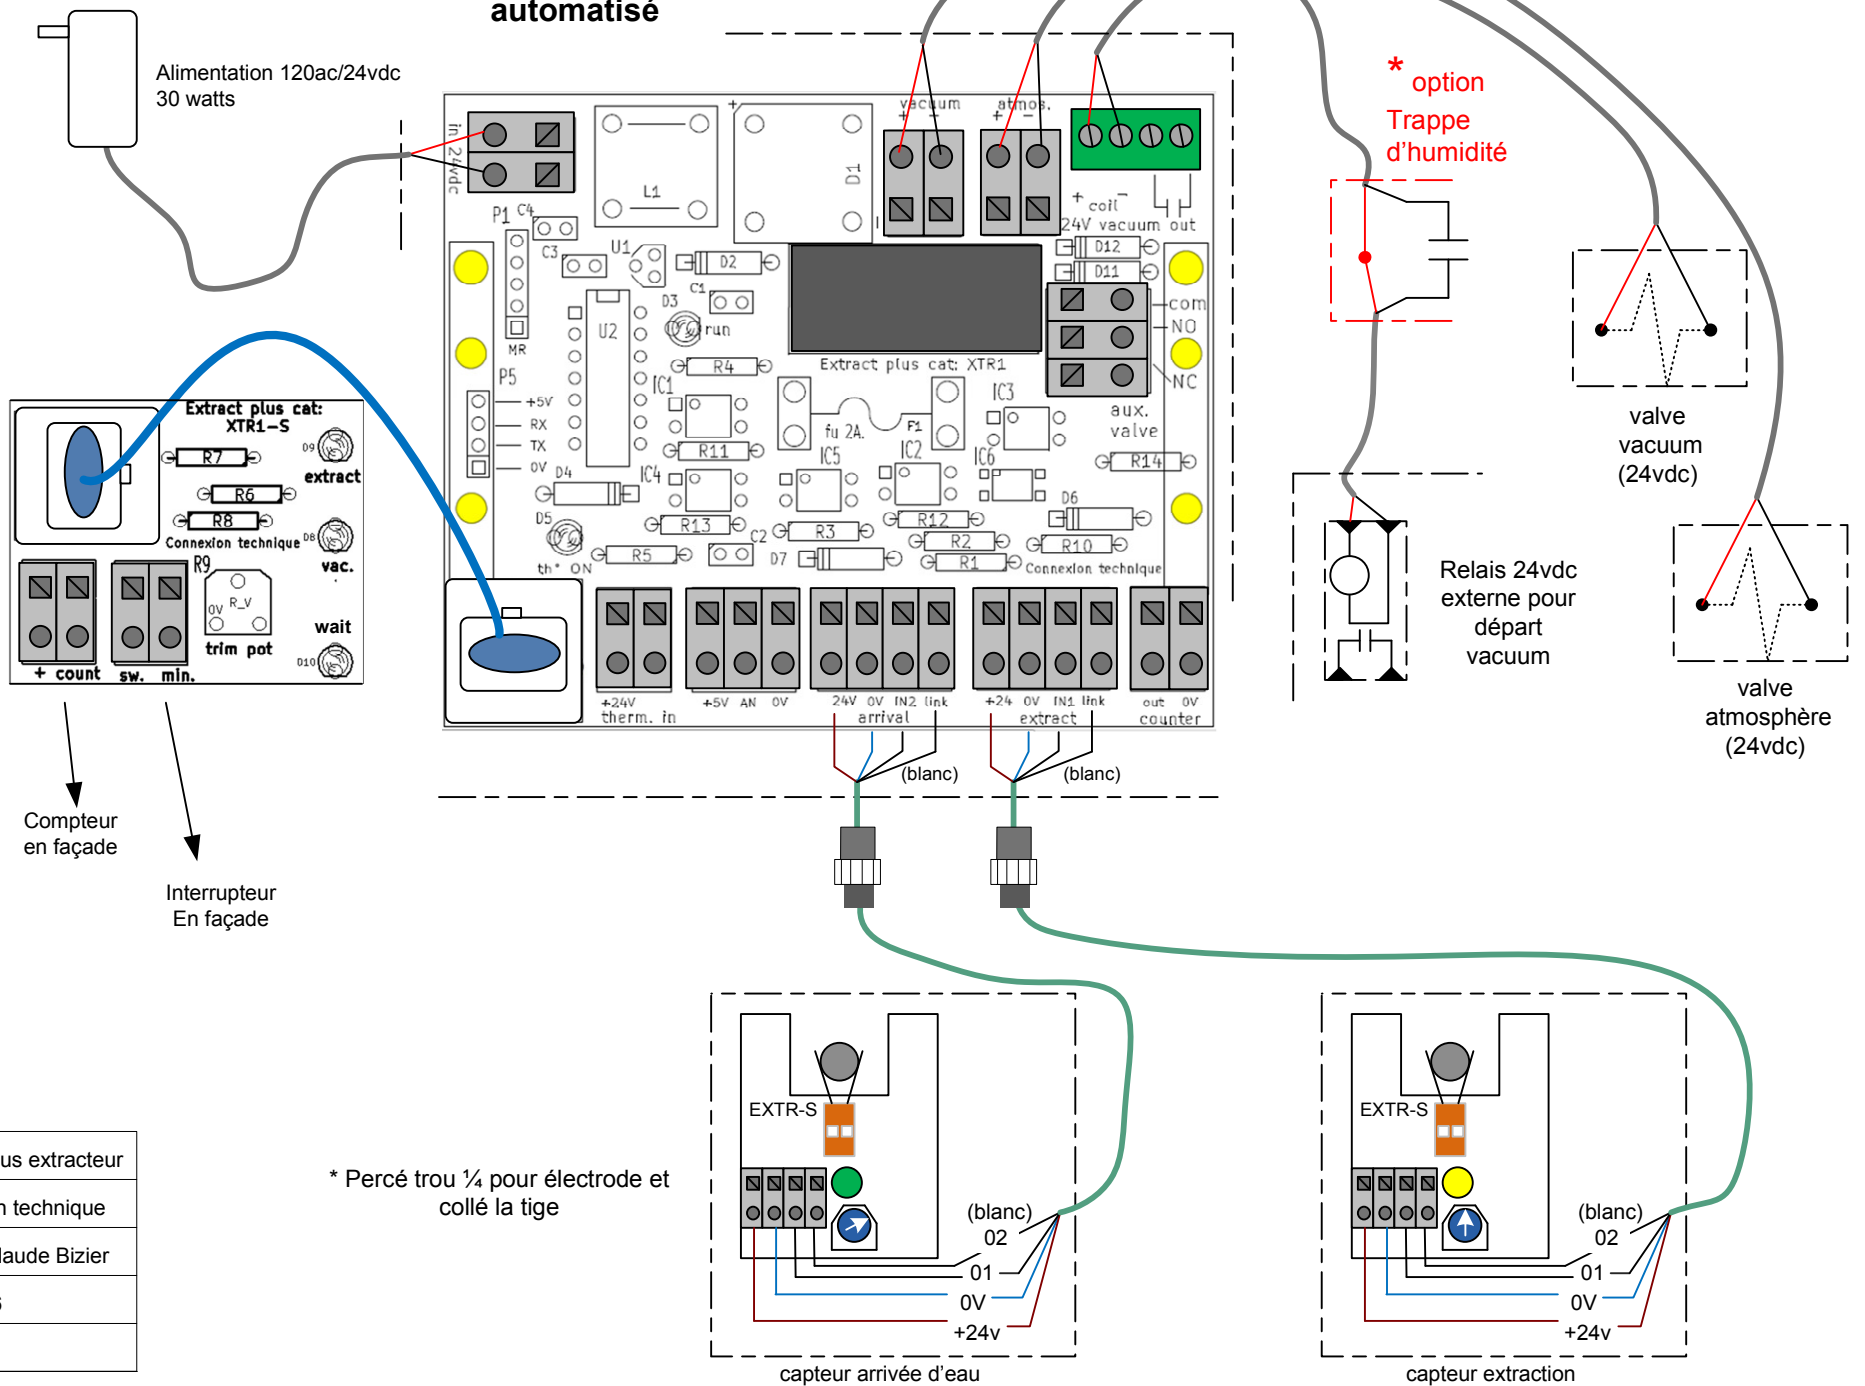 automatisé
Alimentation 120ac/24vdc
30 watts
* option
Trappe
d'humidité
in 24vdc
vacuum
+ -
atmos.
+ -
L1
D1
+ coil -
24V vacuum out
P1
C4
C3
U1
D2
D12
D11
C1
D3
run
U2
MR
com
NO
NC
Extract plus cat: XTR1
R4
P5
+5V
RX
TX
0V
IC1
IC3
fu 2A.
F1
aux.
valve
R11
IC5
IC2
IC6
R14
D4
IC4
D6
D5
R13
R3
R12
R2
R10
C2
R5
D7
R1
th* ON
Connexion technique
+24V
therm. in
+5V AN 0V
24V 0V IN2 link
arrival
+24 0V IN1 link
extract
out 0V
counter
(blanc)
(blanc)
Extract plus cat:
XTR1-S
R7
D9
extract
R6
R8
Connexion technique
D8
vac.
R9
0V
R_V
trim pot
wait
D10
+ count
sw. min.
Compteur
en façade
Interrupteur
En façade
valve
vacuum
(24vdc)
Relais 24vdc
externe pour
départ
vacuum
valve
atmosphère
(24vdc)
us extracteur
n technique
laude Bizier
* Percé trou ¼ pour électrode et
collé la tige
EXTR-S
(blanc)
02
01
0V
+24v
capteur arrivée d'eau
EXTR-S
(blanc)
02
01
0V
+24v
capteur extraction